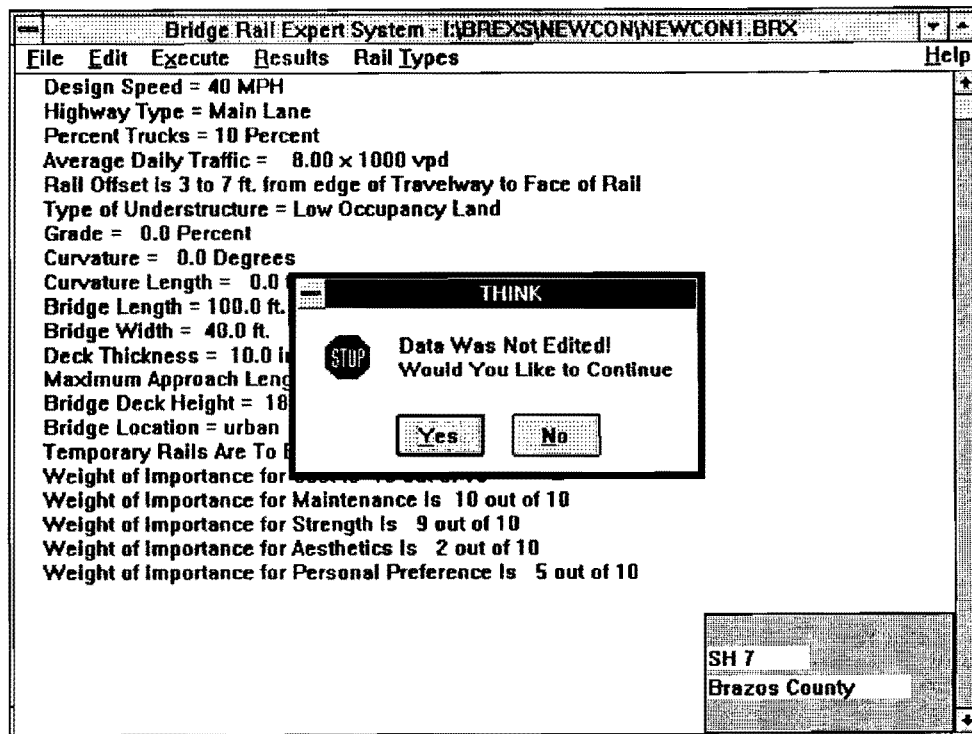 Bridge Rail Expert System - I:\BREXS\NEWCON\NEWCON1.BRX
File Edit Execute Results Rail Types Help
Design Speed = 40 MPH
Highway Type = Main Lane
Percent Trucks = 10 Percent
Average Daily Traffic = 8.00 x 1000 vpd
Rail Offset is 3 to 7 ft. from edge of Travelway to Face of Rail
Type of Understructure = Low Occupancy Land
Grade = 0.0 Percent
Curvature = 0.0 Degrees
Curvature Length = 0.0
Bridge Length = 100.0 ft.
Bridge Width = 40.0 ft.
Deck Thickness = 10.0
Maximum Approach
Bridge Deck Height = 18
Bridge Location = urban
Temporary Rails Are To
Weight of Importance for
Weight of Importance for Maintenance Is 10 out of 10
Weight of Importance for Strength Is 9 out of 10
Weight of Importance for Aesthetics Is 2 out of 10
Weight of Importance for Personal Preference Is 5 out of 10
THINK
STOP
Data Was Not Edited!
Would You Like to Continue
Yes No
SH 7
Brazos County